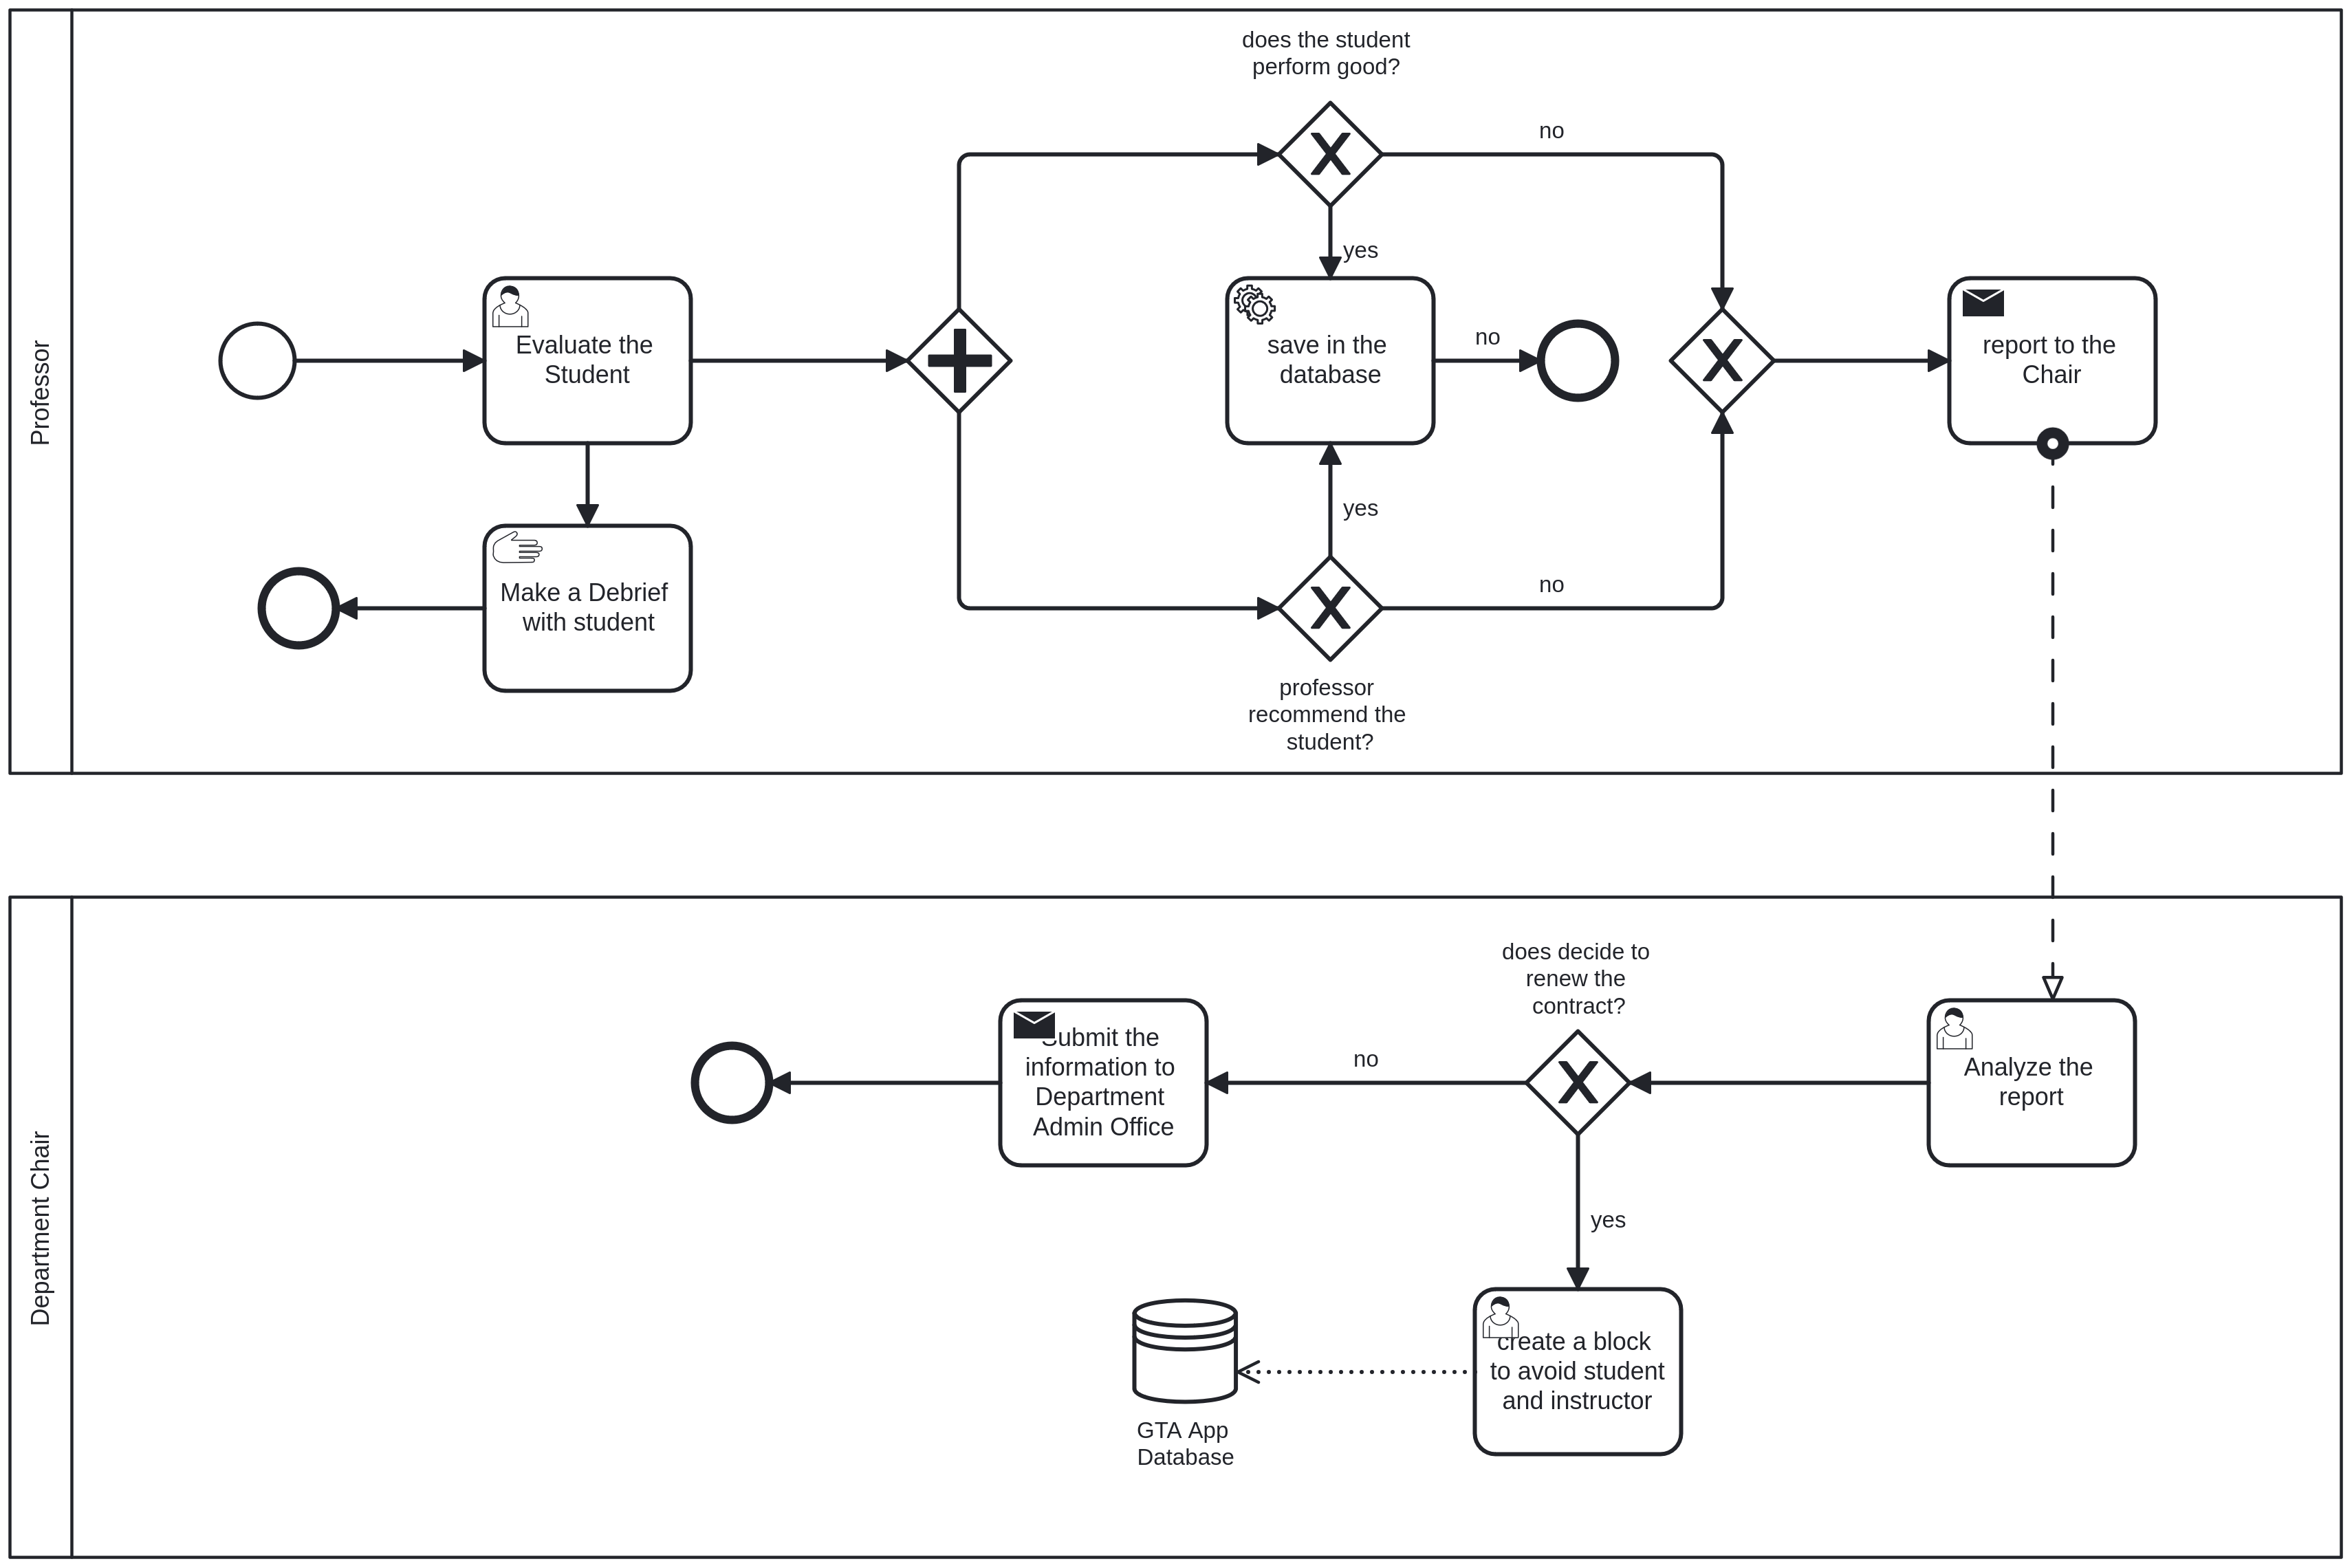 Professor
does the student
perform good?
no
yes
Evaluate the
Student
save in the
database
no
report to the
Chair
yes
no
Make a Debrief
with student
professor
recommend the
student?
Department Chair
does decide to
renew the
contract?
Submit the
information to
Department
Admin Office
no
Analyze the
report
yes
create a block
to avoid student
and instructor
GTA App
Database